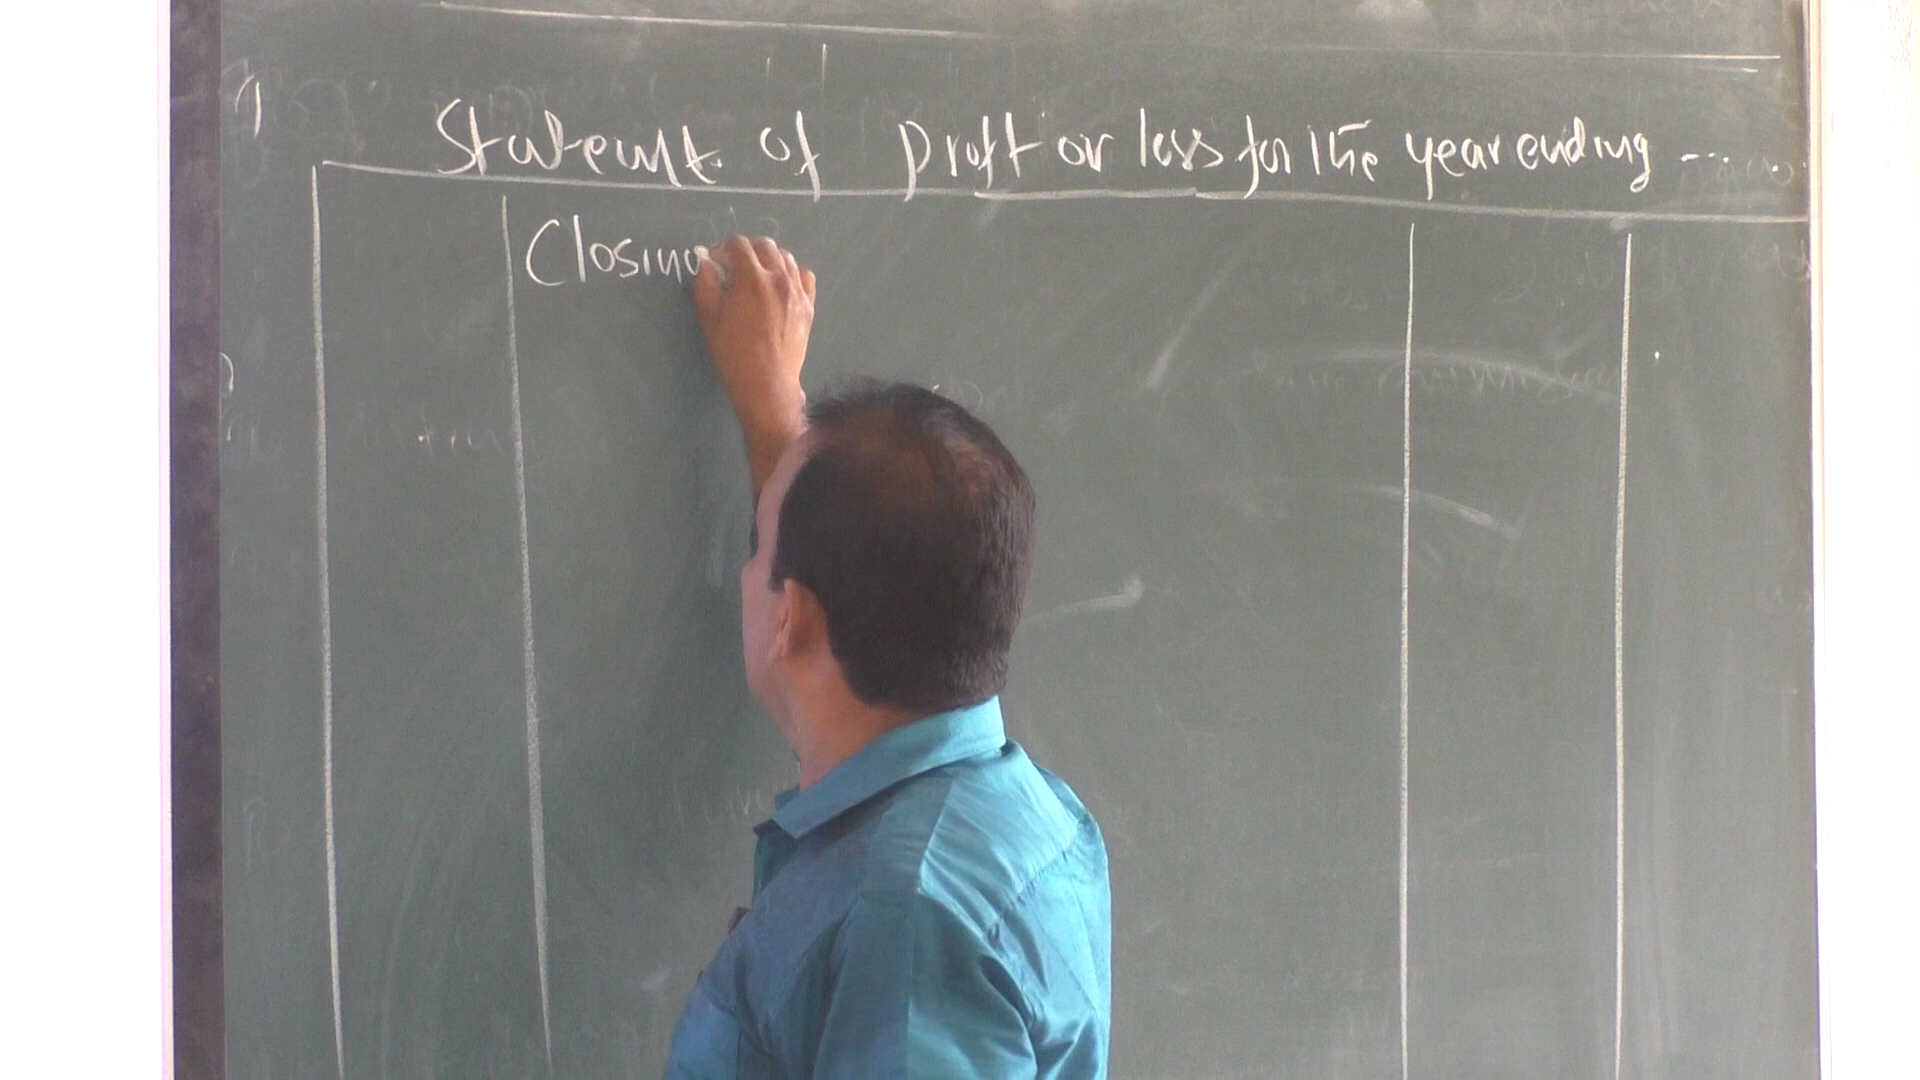 Statement of Profit or loss for the year ending ...
Closing